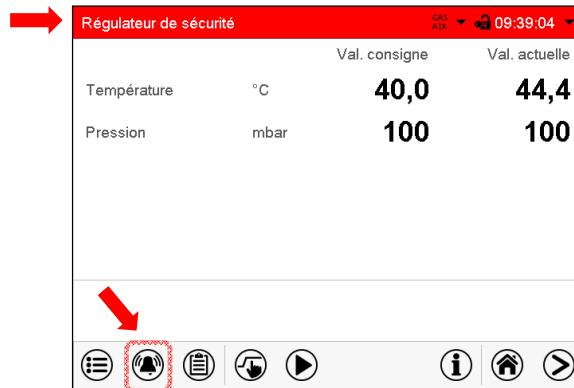 Régulateur de sécurité GAS ATR 09:39:04
Val. consigne Val. actuelle
Température °C 40,0 44,4
Pression mbar 100 100